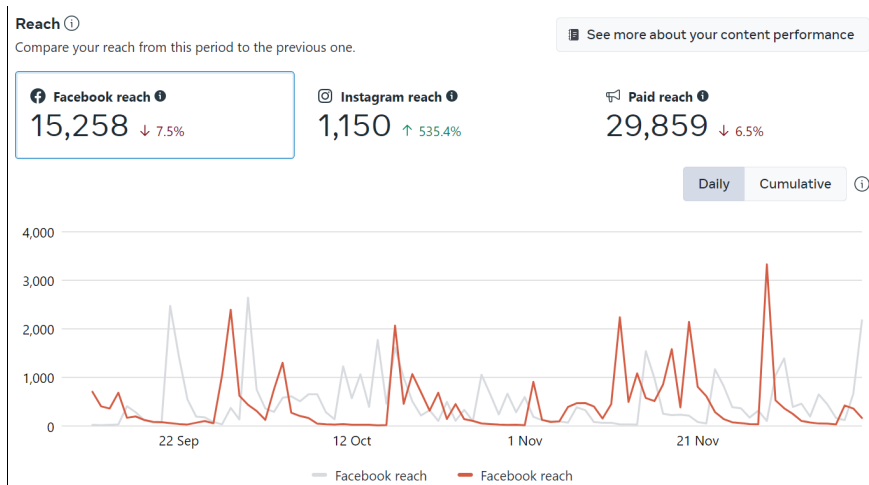 Reach
Compare your reach from this period to the previous one.
See more about your content performance
Facebook reach
15,258 ↓ 7.5%
Instagram reach
1,150 ↑ 535.4%
Paid reach
29,859 ↓ 6.5%
Daily Cumulative
4,000
3,000
2,000
1,000
0
22 Sep 12 Oct 1 Nov 21 Nov
Facebook reach Facebook reach